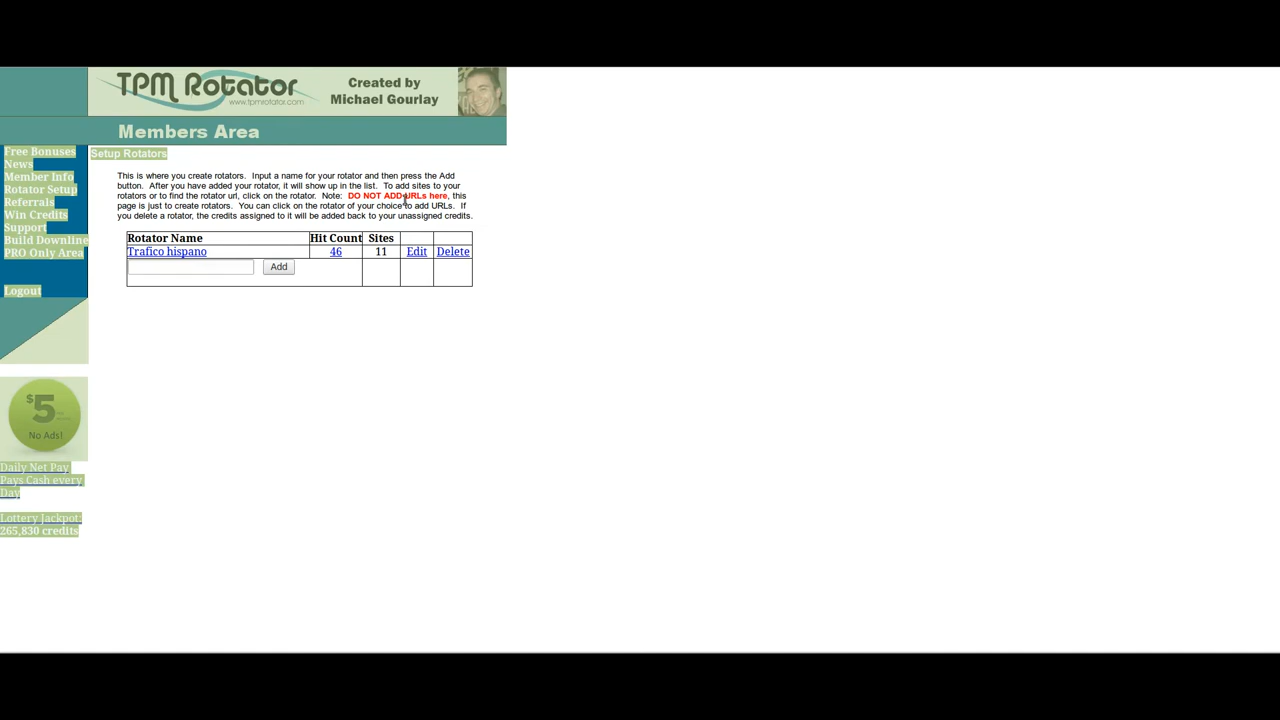 TPM Rotator
www.tpmrotator.com
Created by
Michael Gourlay
Members Area
Free Bonuses
News
Member Info
Rotator Setup
Referrals
Win Credits
Support
Build Downline
PRO Only Area
Logout
$5
No Ads!
Daily Net Pay
Pays Cash every
Day
Lottery Jackpot:
265,830 credits
Setup Rotators
This is where you create rotators. Input a name for your rotator and then press the Add
button. After you have added your rotator, it will show up in the list. To add sites to your
rotators or to find the rotator url, click on the rotator. Note: DO NOT ADD URLs here, this
page is just to create rotators. You can click on the rotator of your choice to add URLs. If
you delete a rotator, the credits assigned to it will be added back to your unassigned credits.
Rotator Name Hit Count Sites
Trafico hispano 46 11 Edit Delete
Add